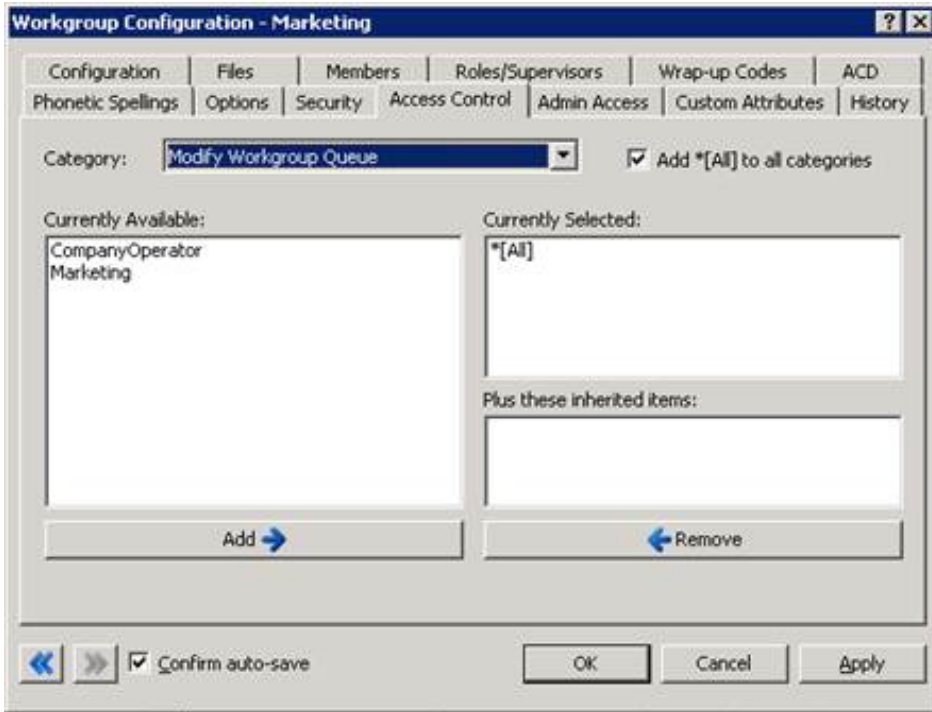 Workgroup Configuration - Marketing
Configuration Files Members Roles/Supervisors Wrap-up Codes ACD
Phonetic Spellings Options Security Access Control Admin Access Custom Attributes History
Category: Modify Workgroup Queue Add *[All] to all categories
Currently Available: Currently Selected:
CompanyOperator *[All]
Marketing
Plus these inherited items:
Add Remove
Confirm auto-save OK Cancel Apply